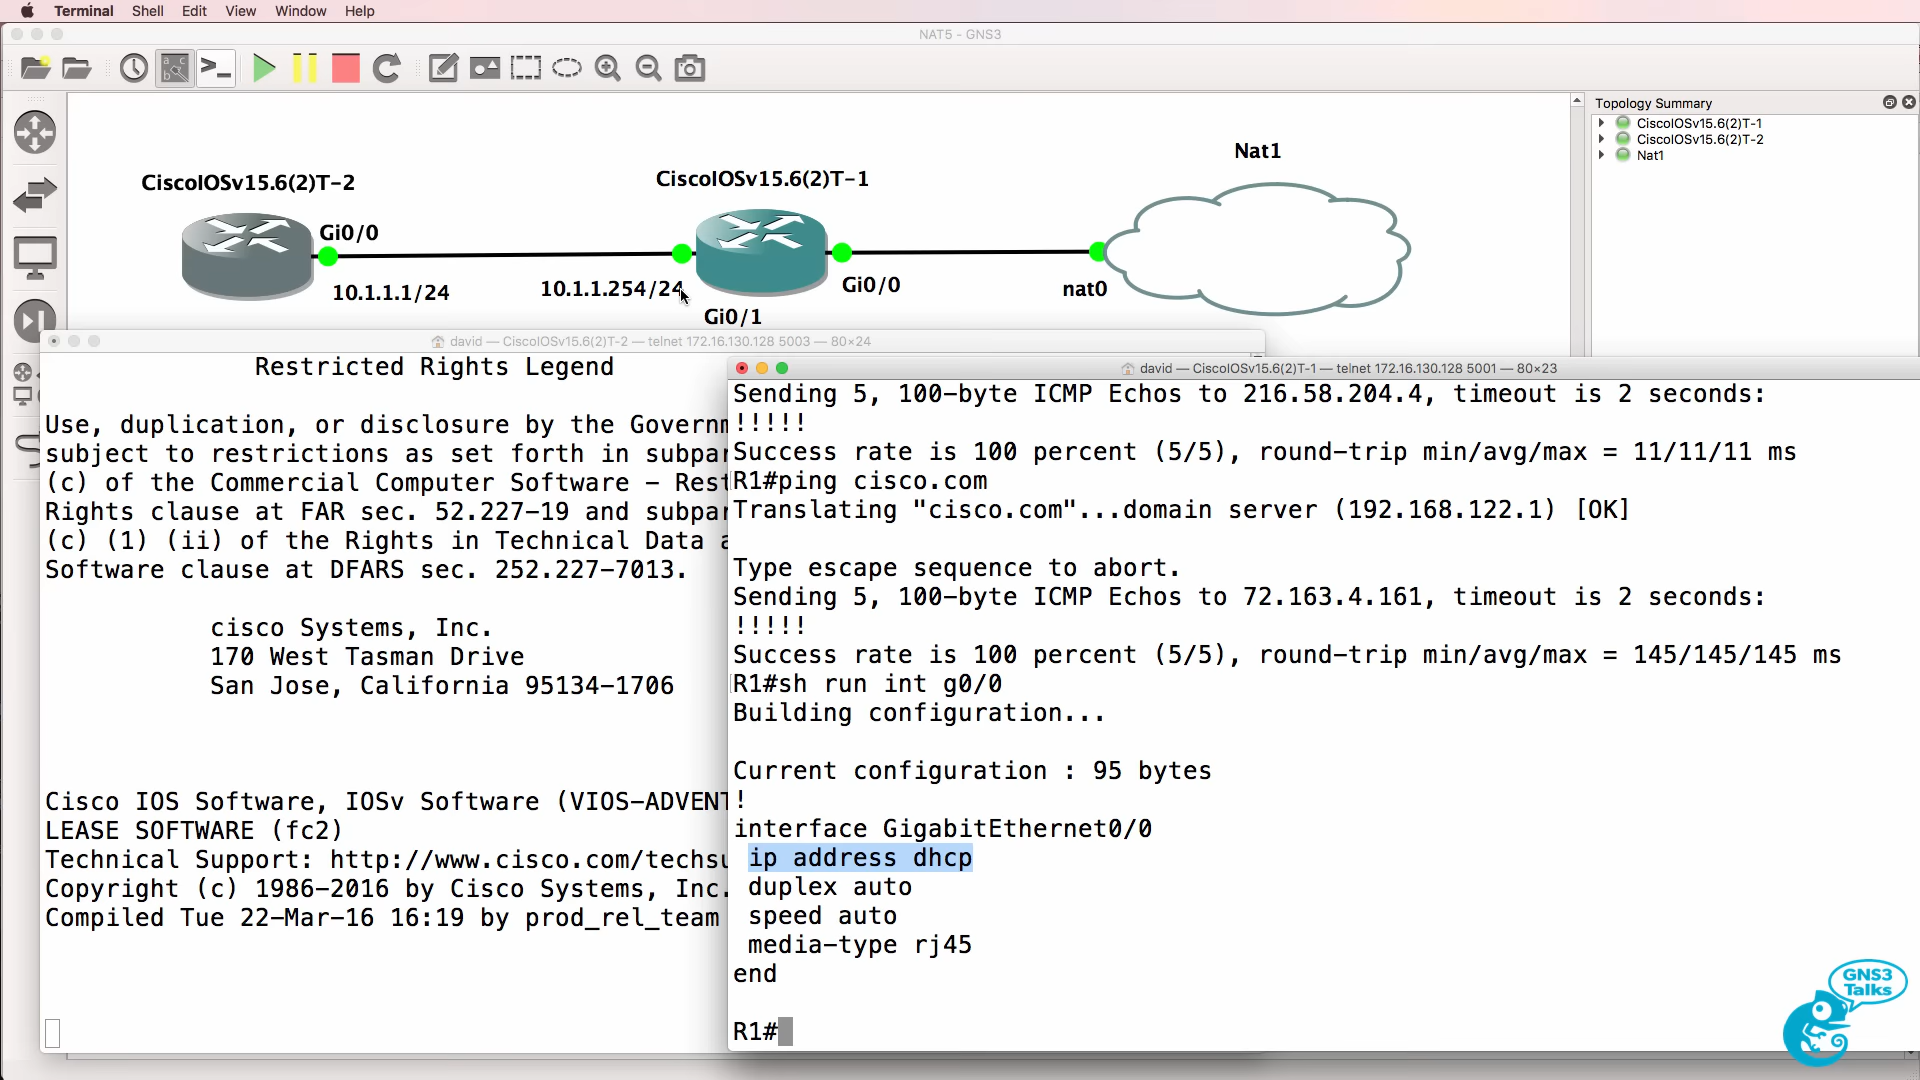 Terminal Shell Edit View Window Help
NAT5 - GNS3
Topology Summary
CiscoIOSv15.6(2)T-1
CiscoIOSv15.6(2)T-2
Nat1
CiscoIOSv15.6(2)T-2
CiscoIOSv15.6(2)T-1
Nat1
Gi0/0
10.1.1.1/24
10.1.1.254/24
Gi0/1
Gi0/0
nat0
david — CiscoIOSv15.6(2)T-2 — telnet 172.16.130.128 5003 — 80×24
Restricted Rights Legend
Use, duplication, or disclosure by the Governm
subject to restrictions as set forth in subpar
(c) of the Commercial Computer Software - Rest
Rights clause at FAR sec. 52.227-19 and subpar
(c) (1) (ii) of the Rights in Technical Data a
Software clause at DFARS sec. 252.227-7013.
cisco Systems, Inc.
170 West Tasman Drive
San Jose, California 95134-1706
Cisco IOS Software, IOSv Software (VIOS-ADVENT
LEASE SOFTWARE (fc2)
Technical Support: http://www.cisco.com/techsu
Copyright (c) 1986-2016 by Cisco Systems, Inc.
Compiled Tue 22-Mar-16 16:19 by prod_rel_team
david — CiscoIOSv15.6(2)T-1 — telnet 172.16.130.128 5001 — 80×23
Sending 5, 100-byte ICMP Echos to 216.58.204.4, timeout is 2 seconds:
!!!!!
Success rate is 100 percent (5/5), round-trip min/avg/max = 11/11/11 ms
R1#ping cisco.com
Translating "cisco.com"...domain server (192.168.122.1) [OK]
Type escape sequence to abort.
Sending 5, 100-byte ICMP Echos to 72.163.4.161, timeout is 2 seconds:
!!!!!
Success rate is 100 percent (5/5), round-trip min/avg/max = 145/145/145 ms
R1#sh run int g0/0
Building configuration...
Current configuration : 95 bytes
!
interface GigabitEthernet0/0
ip address dhcp
duplex auto
speed auto
media-type rj45
end
R1#
GNS3
Talks